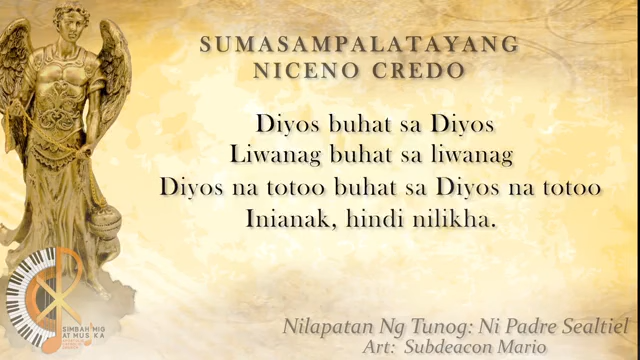 SUMASAMPALATAYANG
NICENO CREDO
Diyos buhat sa Diyos
Liwanag buhat sa liwanag
Diyos na totoo buhat sa Diyos na totoo
Inianak, hindi nilikha.
SIMBAHIMIG
AT MUSIKA
Nilapatan Ng Tunog: Ni Padre Sealtiel
Art: Subdeacon Mario